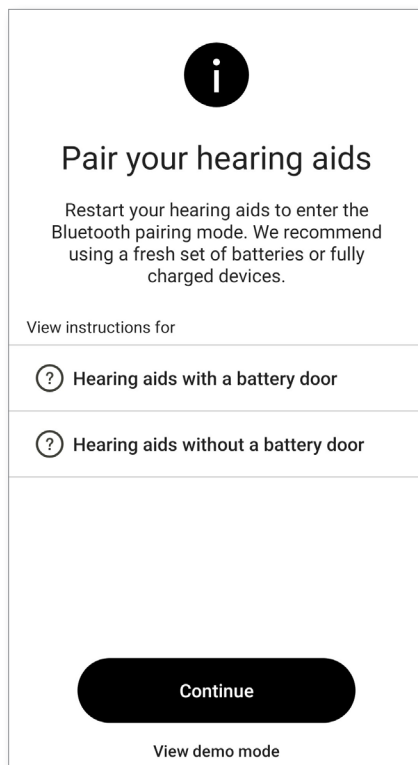 i
Pair your hearing aids
Restart your hearing aids to enter the
Bluetooth pairing mode. We recommend
using a fresh set of batteries or fully
charged devices.
View instructions for
? Hearing aids with a battery door
? Hearing aids without a battery door
Continue
View demo mode